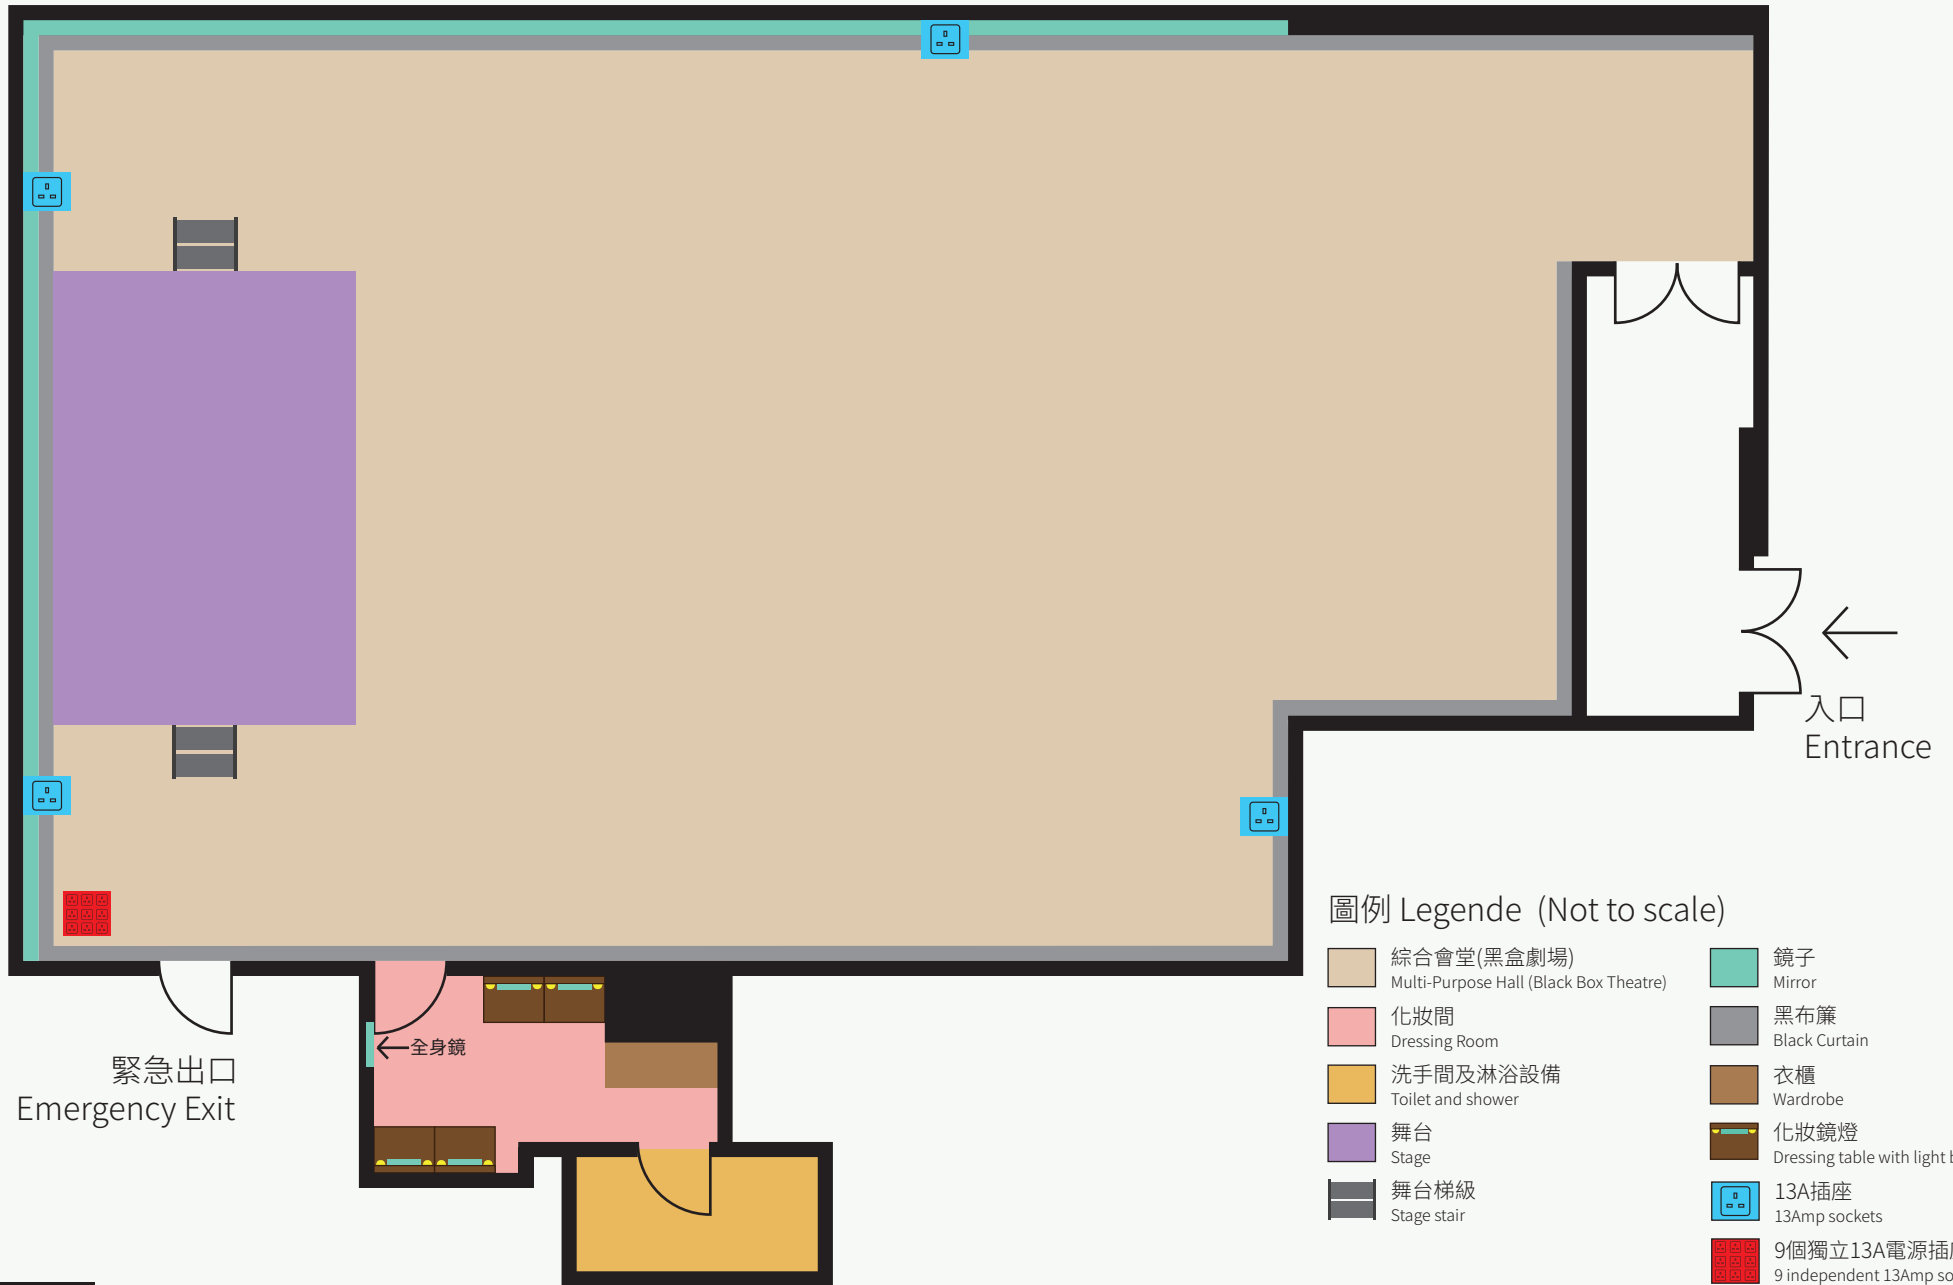 入口
Entrance
全身鏡
緊急出口
Emergency Exit
圖例 Legende (Not to scale)
綜合會堂(黑盒劇場)
Multi-Purpose Hall (Black Box Theatre)
化妝間
Dressing Room
洗手間及淋浴設備
Toilet and shower
舞台
Stage
舞台梯級
Stage stair
鏡子
Mirror
黑布簾
Black Curtain
衣櫃
Wardrobe
化妝鏡燈
Dressing table with light
13A插座
13Amp sockets
9個獨立13A電源插
9 independent 13Amp